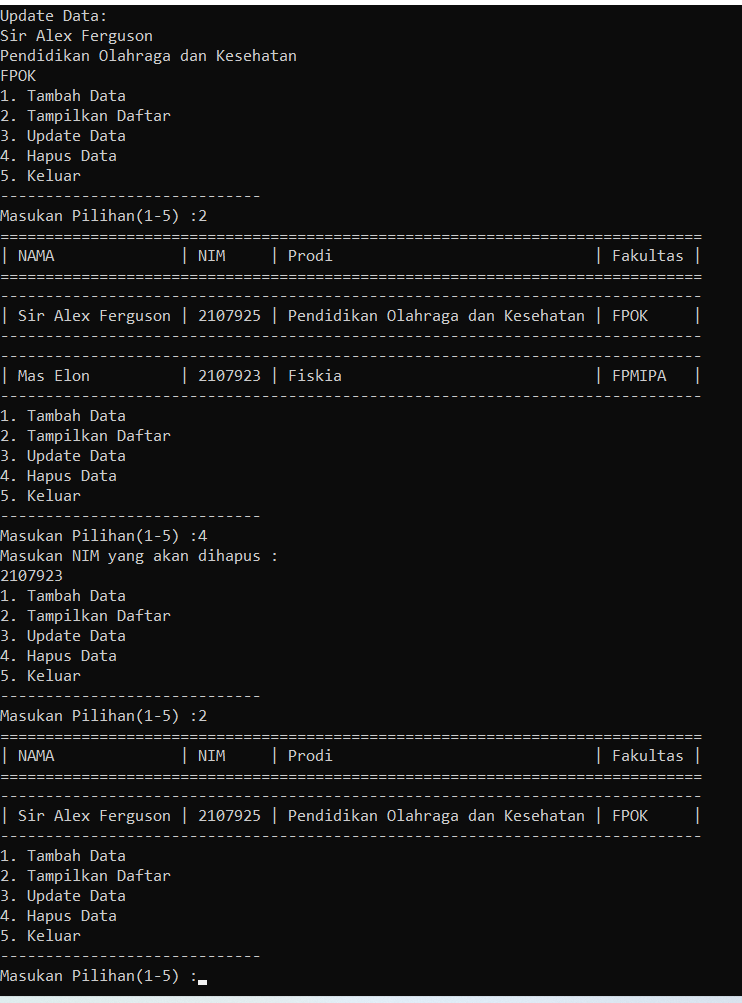 Update Data:
Sir Alex Ferguson
Pendidikan Olahraga dan Kesehatan
FPOK
1. Tambah Data
2. Tampilkan Daftar
3. Update Data
4. Hapus Data
5. Keluar
-----------------------------
Masukan Pilihan(1-5) :2
==============================================================================
| NAMA              | NIM     | Prodi                             | Fakultas |
==============================================================================
------------------------------------------------------------------------------
| Sir Alex Ferguson | 2107925 | Pendidikan Olahraga dan Kesehatan | FPOK     |
------------------------------------------------------------------------------
------------------------------------------------------------------------------
| Mas Elon          | 2107923 | Fiskia                            | FPMIPA   |
------------------------------------------------------------------------------
1. Tambah Data
2. Tampilkan Daftar
3. Update Data
4. Hapus Data
5. Keluar
-----------------------------
Masukan Pilihan(1-5) :4
Masukan NIM yang akan dihapus :
2107923
1. Tambah Data
2. Tampilkan Daftar
3. Update Data
4. Hapus Data
5. Keluar
-----------------------------
Masukan Pilihan(1-5) :2
==============================================================================
| NAMA              | NIM     | Prodi                             | Fakultas |
==============================================================================
------------------------------------------------------------------------------
| Sir Alex Ferguson | 2107925 | Pendidikan Olahraga dan Kesehatan | FPOK     |
------------------------------------------------------------------------------
1. Tambah Data
2. Tampilkan Daftar
3. Update Data
4. Hapus Data
5. Keluar
-----------------------------
Masukan Pilihan(1-5) :